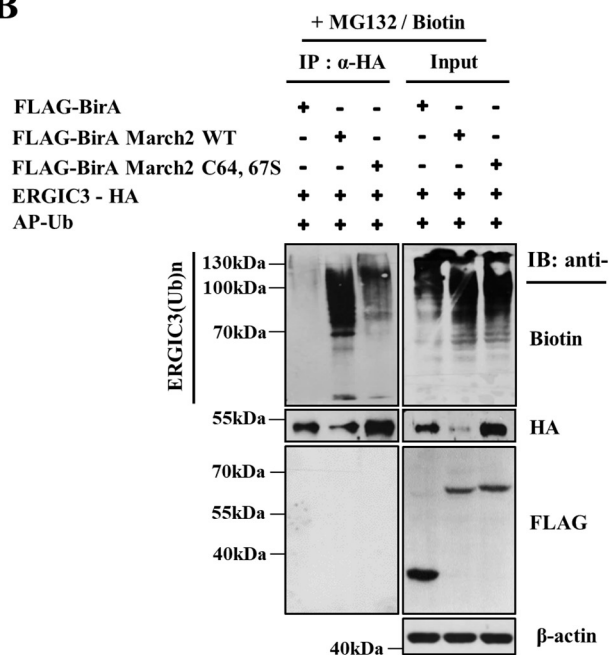 B
+ MG132 / Biotin
IP : α-HA Input
FLAG-BirA + - - + - -
FLAG-BirA March2 WT - + - - + -
FLAG-BirA March2 C64, 67S - - + - - +
ERGIC3 - HA + + + + + +
AP-Ub + + + + + +
IB: anti-
ERGIC3(Ub)n
130kDa
100kDa
70kDa
Biotin
55kDa
HA
70kDa
55kDa
40kDa
FLAG
β-actin
40kDa